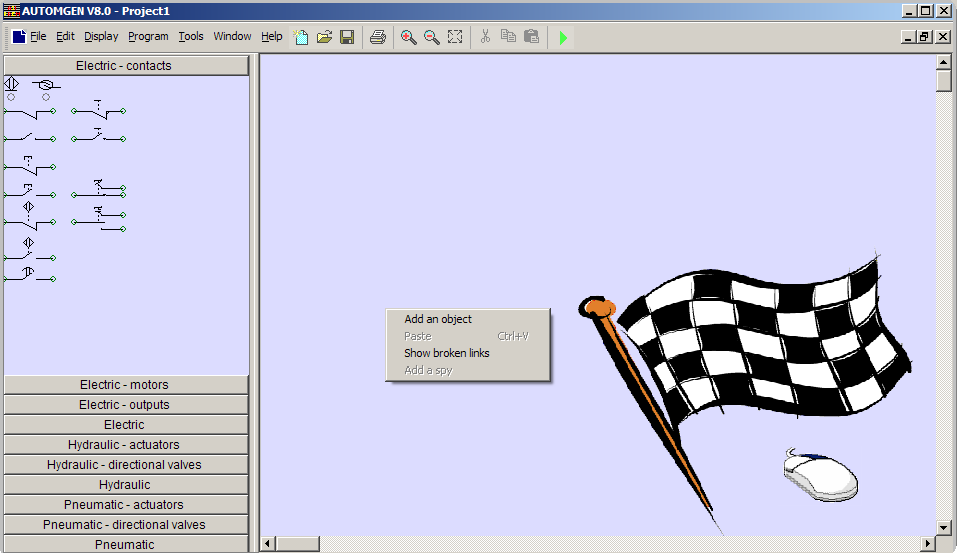 AUTOMGEN V8.0 - Project1
File Edit Display Program Tools Window Help
Electric - contacts
Add an object
Paste Ctrl+V
Show broken links
Add a spy
Electric - motors
Electric - outputs
Electric
Hydraulic - actuators
Hydraulic - directional valves
Hydraulic
Pneumatic - actuators
Pneumatic - directional valves
Pneumatic